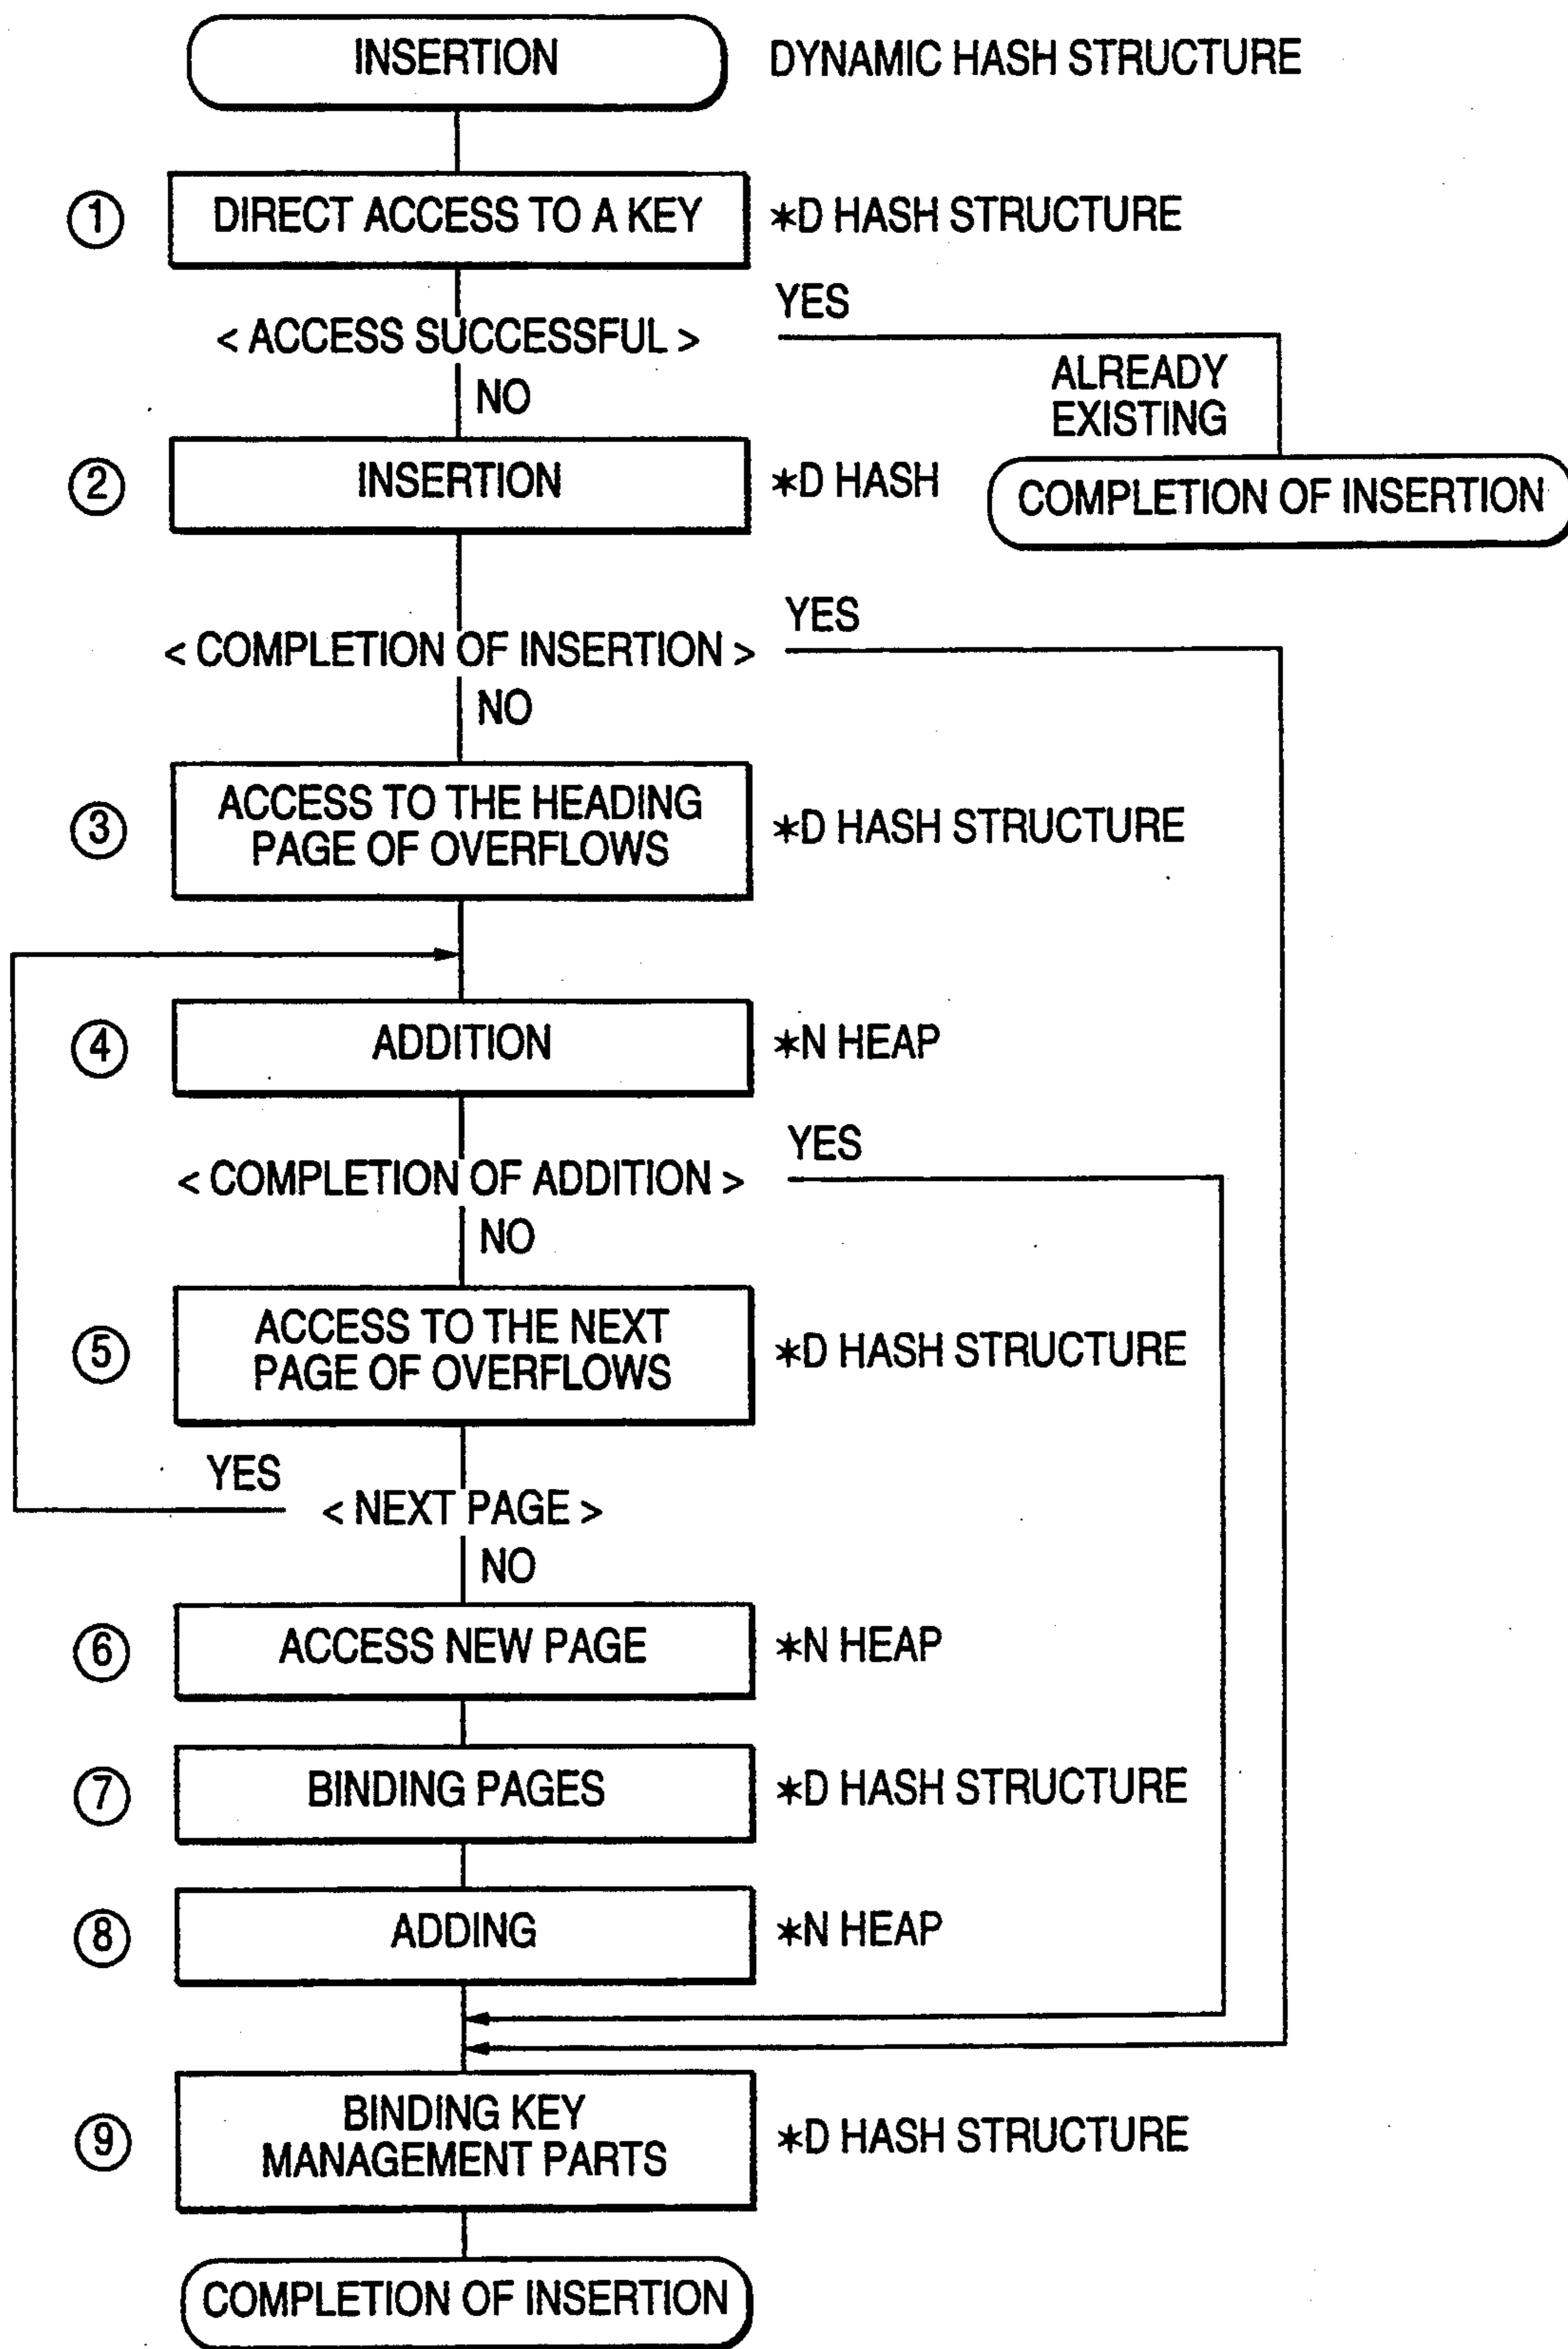 INSERTION
DYNAMIC HASH STRUCTURE
① DIRECT ACCESS TO A KEY
*D HASH STRUCTURE
YES
< ACCESS SUCCESSFUL >
ALREADY
EXISTING
NO
② INSERTION
*D HASH
COMPLETION OF INSERTION
YES
< COMPLETION OF INSERTION >
NO
③ ACCESS TO THE HEADING
PAGE OF OVERFLOWS
*D HASH STRUCTURE
④ ADDITION
*N HEAP
YES
< COMPLETION OF ADDITION >
NO
⑤ ACCESS TO THE NEXT
PAGE OF OVERFLOWS
*D HASH STRUCTURE
YES
< NEXT PAGE >
NO
⑥ ACCESS NEW PAGE
*N HEAP
⑦ BINDING PAGES
*D HASH STRUCTURE
⑧ ADDING
*N HEAP
⑨ BINDING KEY
MANAGEMENT PARTS
*D HASH STRUCTURE
COMPLETION OF INSERTION